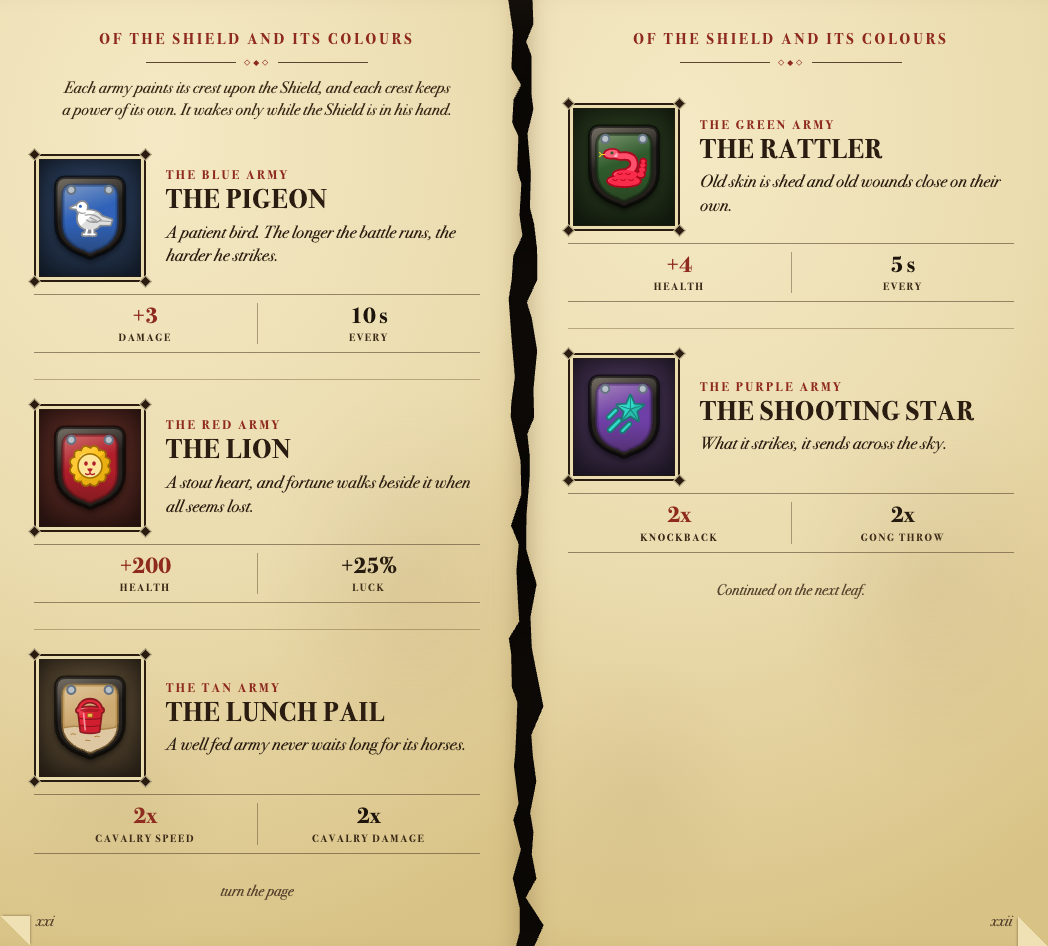 OF THE SHIELD AND ITS COLOURS
Each army paints its crest upon the Shield, and each crest keeps
a power of its own. It wakes only while the Shield is in his hand.
THE BLUE ARMY
THE PIGEON
A patient bird. The longer the battle runs, the
harder he strikes.
+3
DAMAGE
10 s
EVERY
THE RED ARMY
THE LION
A stout heart, and fortune walks beside it when
all seems lost.
+200
HEALTH
+25%
LUCK
THE TAN ARMY
THE LUNCH PAIL
A well fed army never waits long for its horses.
2x
CAVALRY SPEED
2x
CAVALRY DAMAGE
turn the page
xxi
OF THE SHIELD AND ITS COLOURS
THE GREEN ARMY
THE RATTLER
Old skin is shed and old wounds close on their
own.
+4
HEALTH
5 s
EVERY
THE PURPLE ARMY
THE SHOOTING STAR
What it strikes, it sends across the sky.
2x
KNOCKBACK
2x
GONG THROW
Continued on the next leaf.
xxii